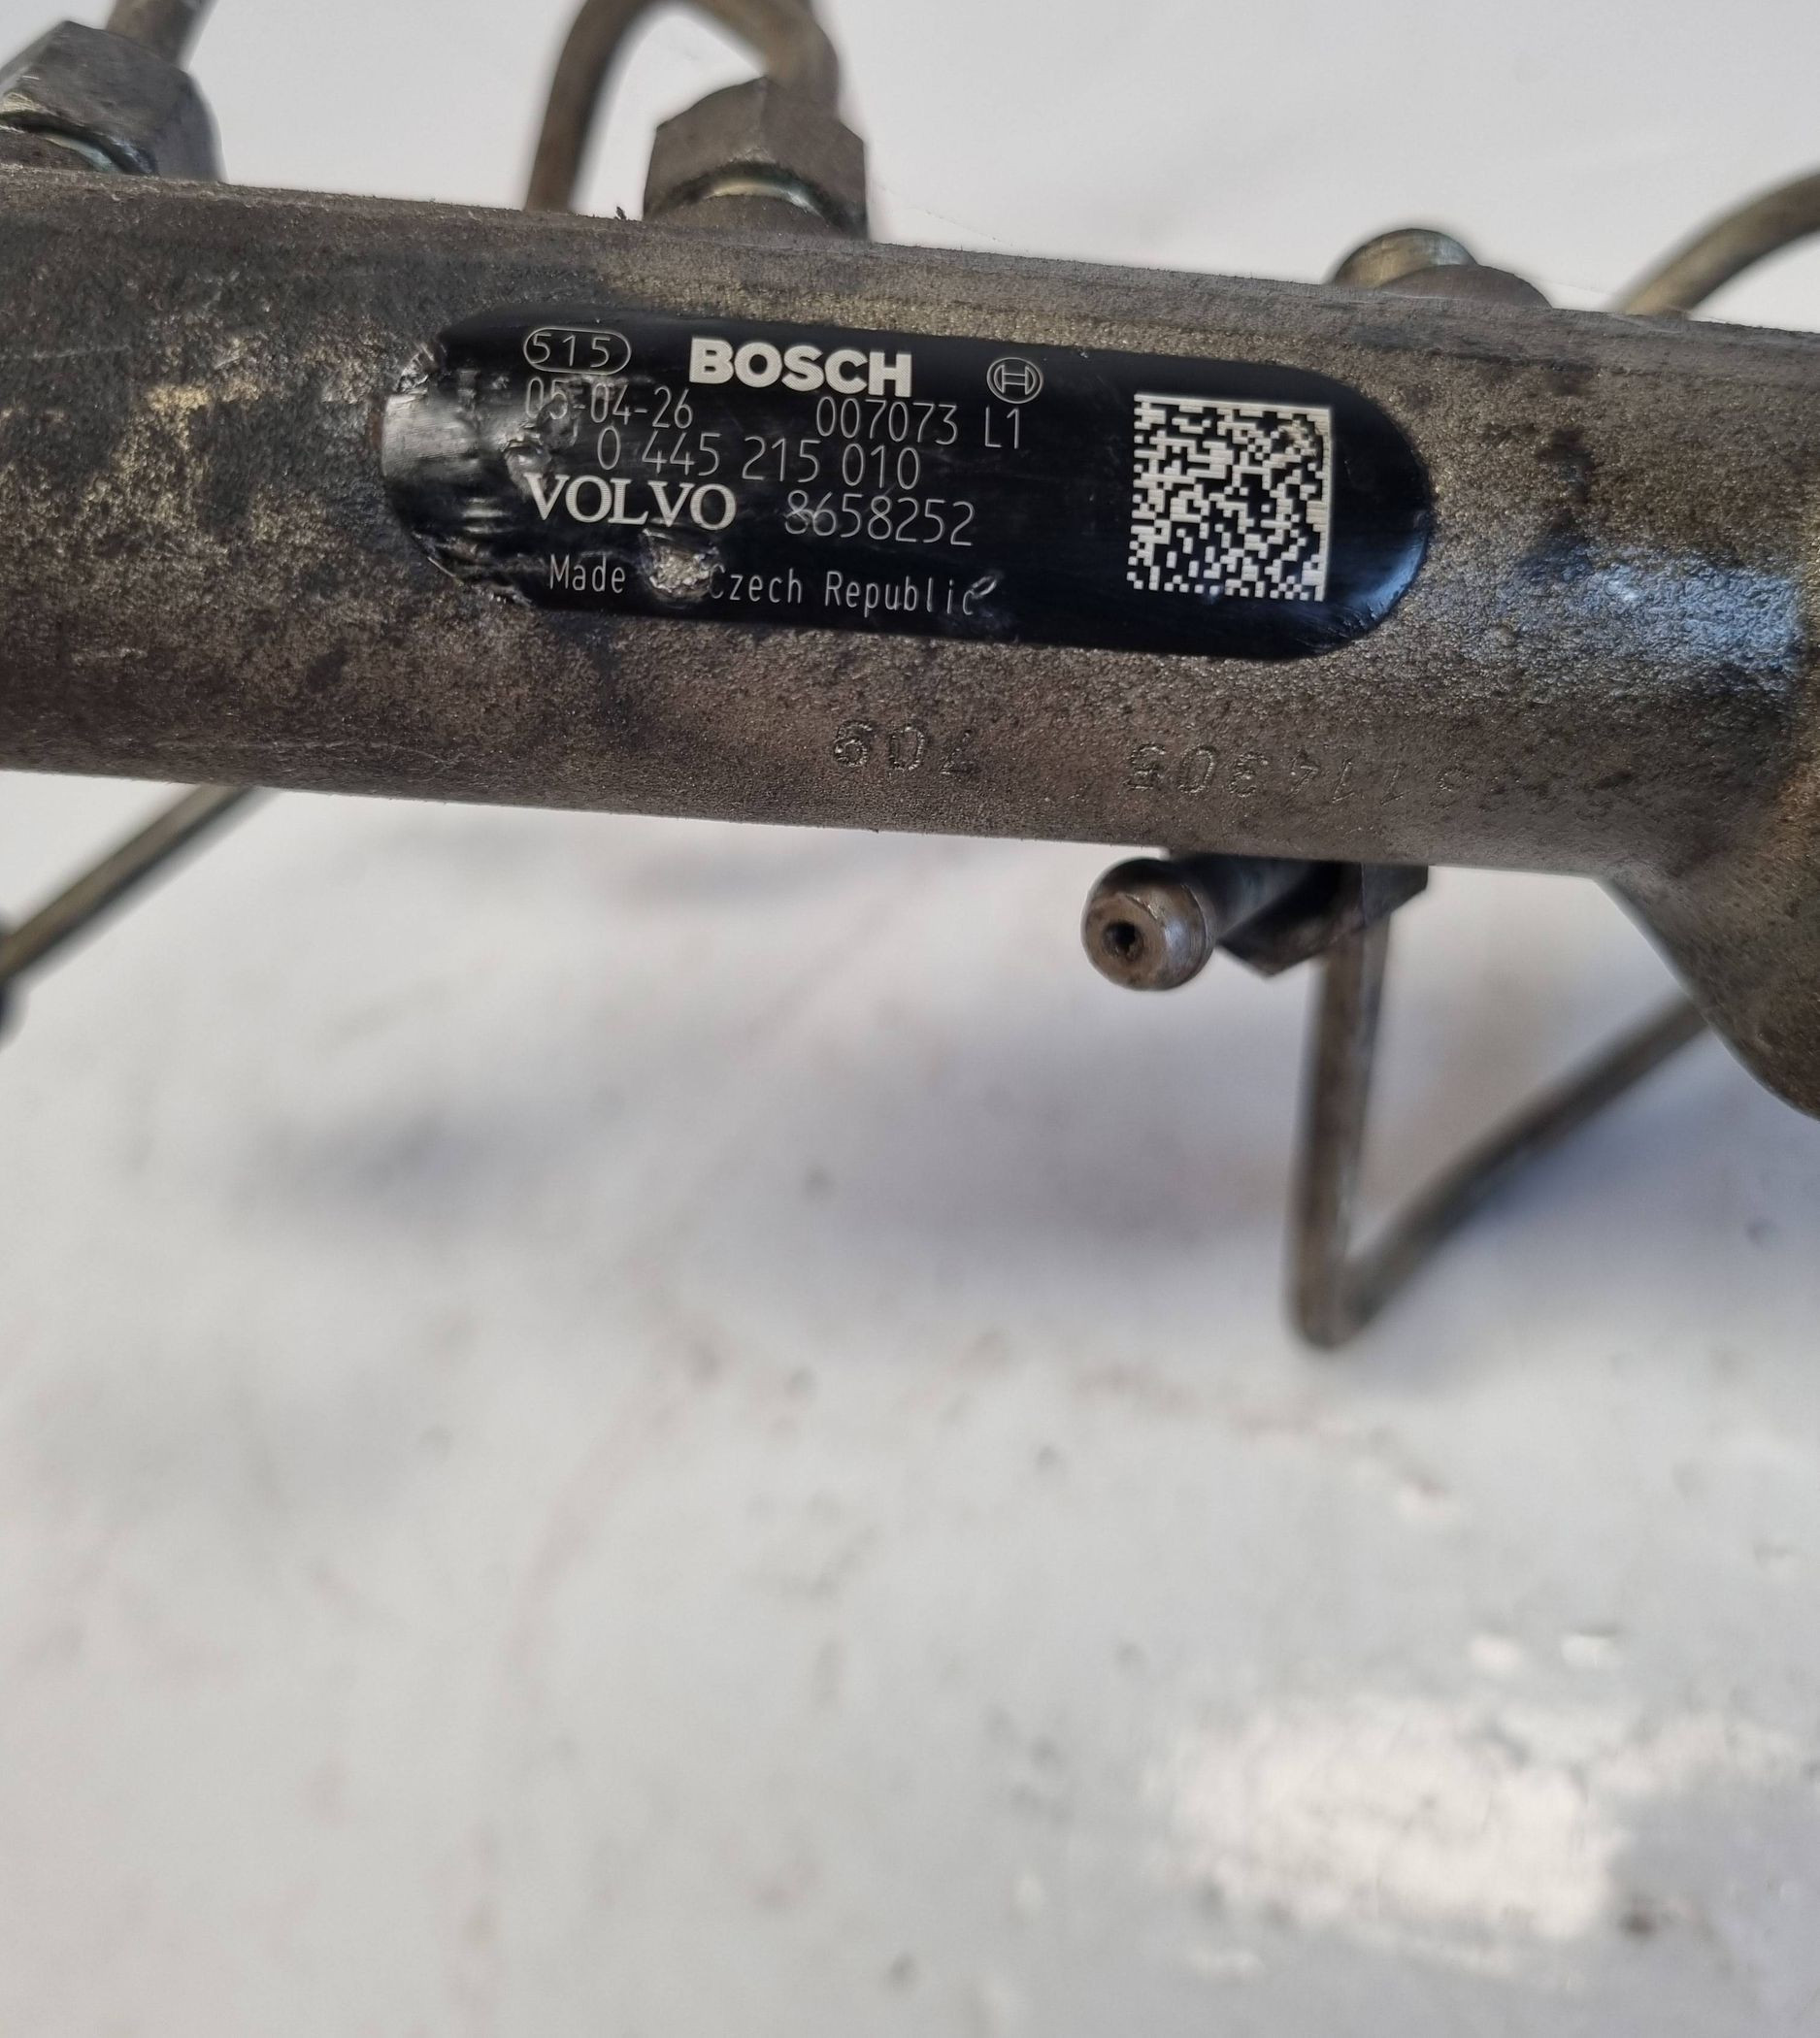 515 BOSCH
05-04-26 007073 L1
0 445 215 010
VOLVO 8658252
Made Czech Republic